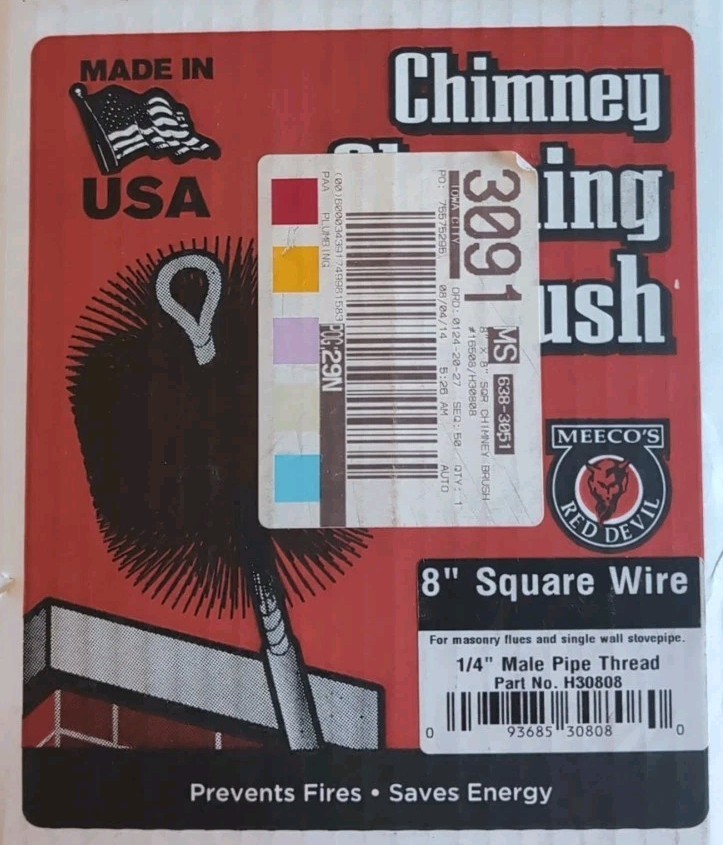 MADE IN
USA
Chimney
ing
ush
3091
IOWA CITY
MS 638-3051
8" X 8" SQR CHIMNEY BRUSH
#16508/H30808
ORD: 0124-20-27 SEQ: 50 QTY: 1
PO: 75575295
08/04/14 5:26 AM AUTO
PAA PLUMBING
29N
MEECO'S
RED DEVIL
8" Square Wire
For masonry flues and single wall stovepipe.
1/4" Male Pipe Thread
Part No. H30808
0 93685 30808 0
Prevents Fires • Saves Energy